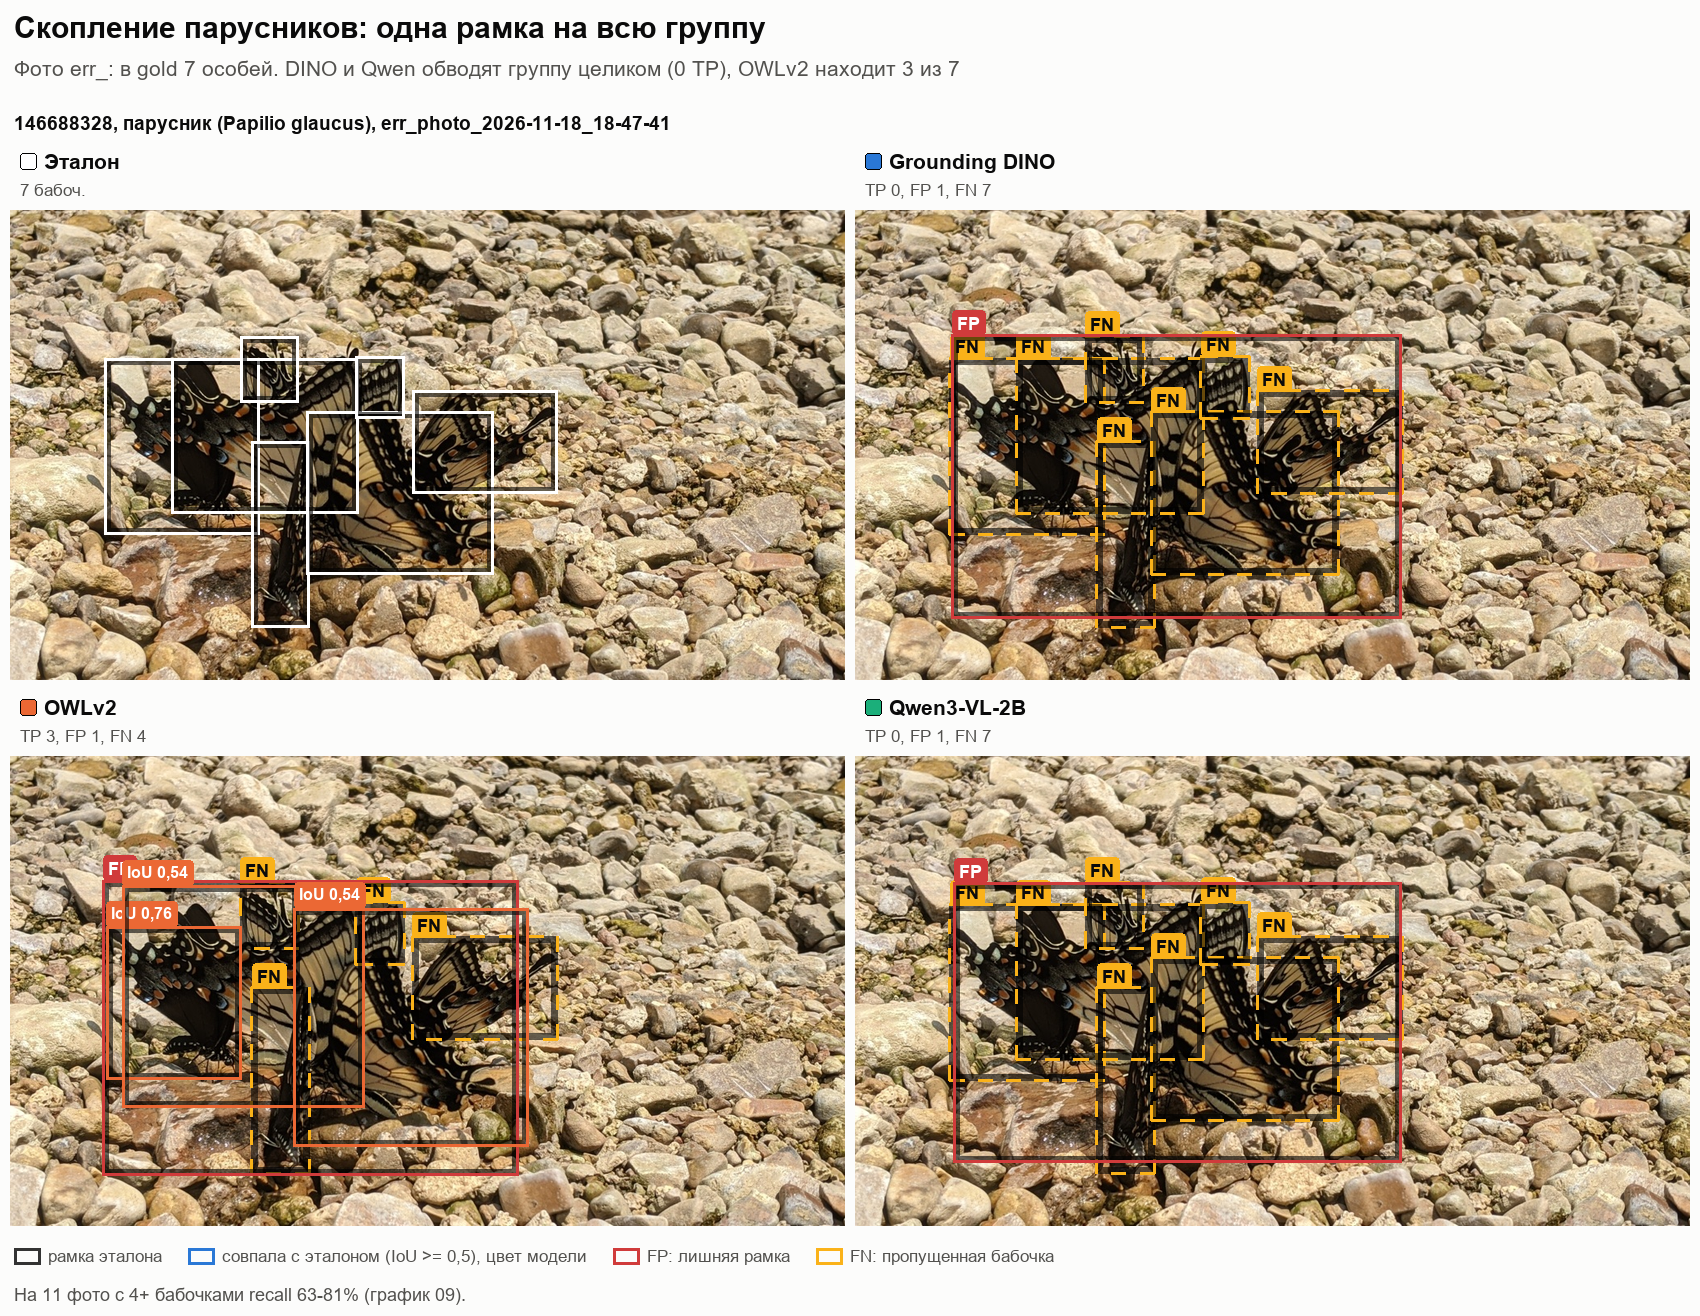 Скопление парусников: одна рамка на всю группу
Фото err_: в gold 7 особей. DINO и Qwen обводят группу целиком (0 TP), OWLv2 находит 3 из 7
146688328, парусник (Papilio glaucus), err_photo_2026-11-18_18-47-41
Эталон
7 бабоч.
Grounding DINO
TP 0, FP 1, FN 7
FP
FN
FN
FN
FN
FN
FN
FN
OWLv2
TP 3, FP 1, FN 4
FP
IoU 0,54
FN
IoU 0,54
FN
IoU 0,76
FN
FN
Qwen3-VL-2B
TP 0, FP 1, FN 7
FP
FN
FN
FN
FN
FN
FN
FN
рамка эталона
совпала с эталоном (IoU >= 0,5), цвет модели
FP: лишняя рамка
FN: пропущенная бабочка
На 11 фото с 4+ бабочками recall 63-81% (график 09).